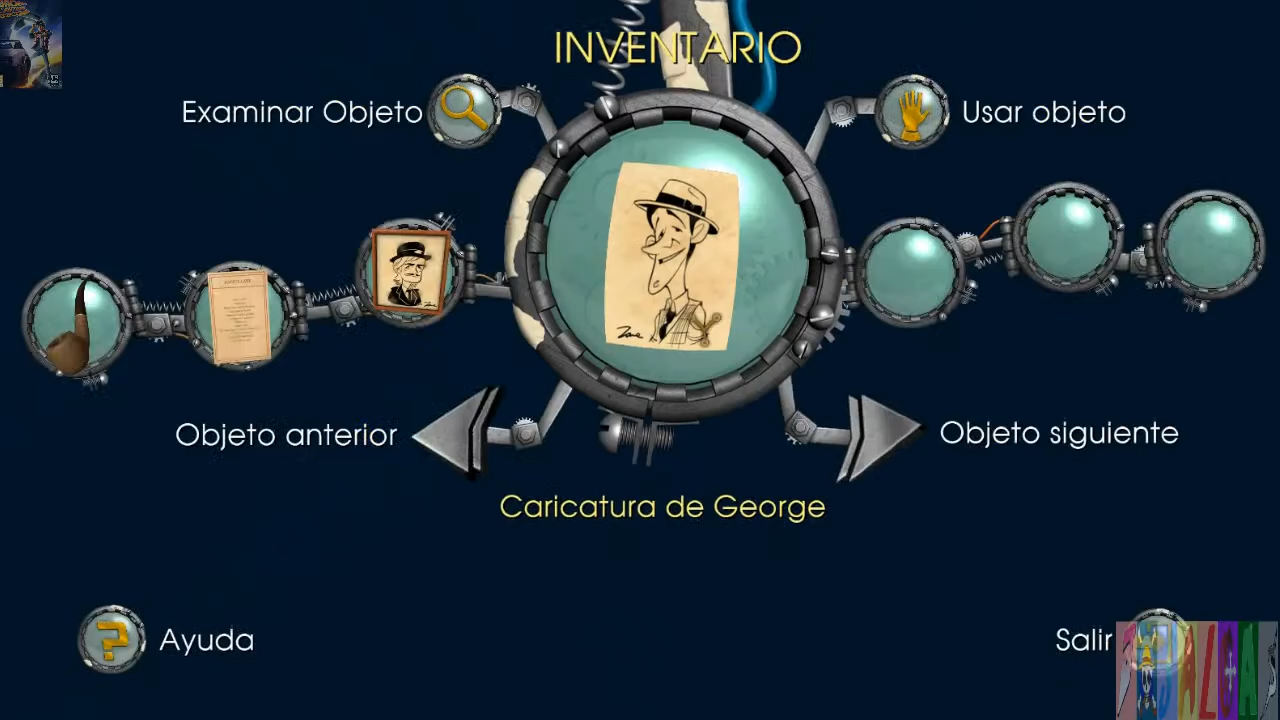 INVENTARIO
Examinar Objeto
Usar objeto
Objeto anterior
Objeto siguiente
Caricatura de George
Ayuda
Salir